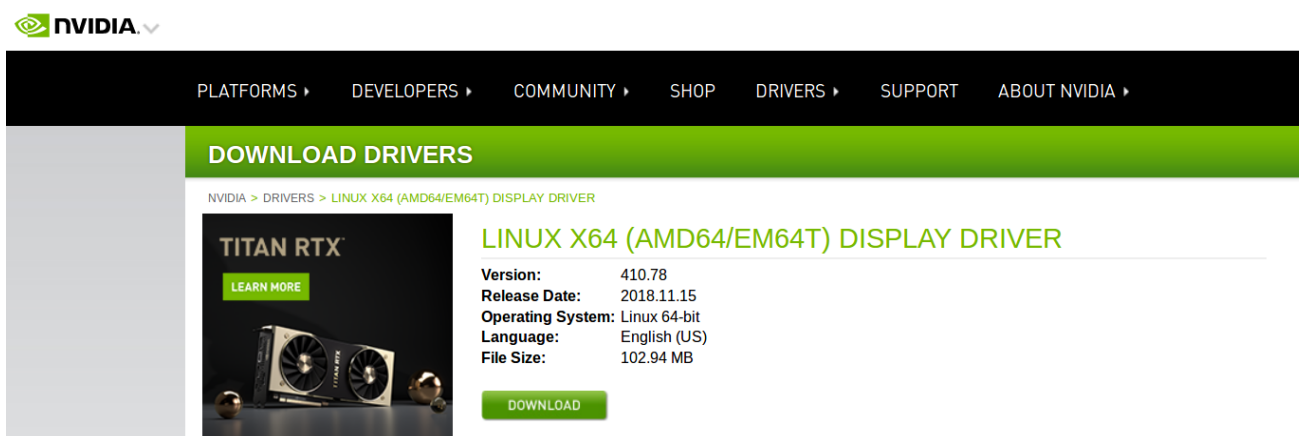 NVIDIA.
PLATFORMS DEVELOPERS COMMUNITY SHOP DRIVERS SUPPORT ABOUT NVIDIA
DOWNLOAD DRIVERS
NVIDIA > DRIVERS > LINUX X64 (AMD64/EM64T) DISPLAY DRIVER
TITAN RTX™
LEARN MORE
TITAN RTX
LINUX X64 (AMD64/EM64T) DISPLAY DRIVER
Version: 410.78
Release Date: 2018.11.15
Operating System: Linux 64-bit
Language: English (US)
File Size: 102.94 MB
DOWNLOAD